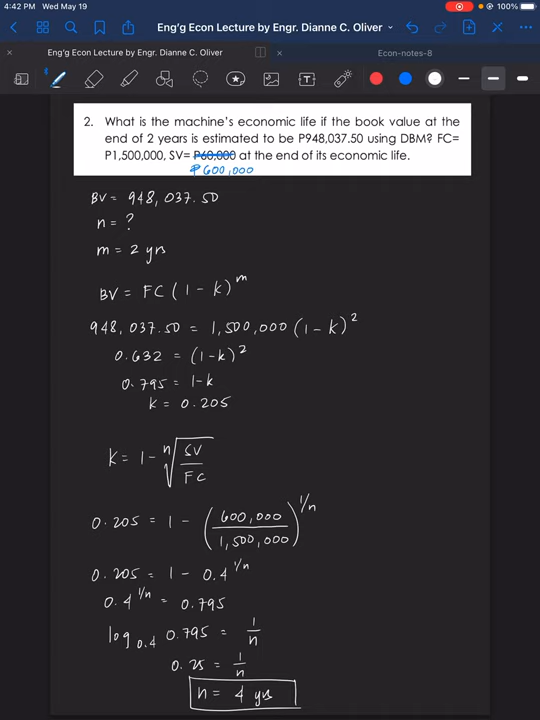 4:42 PM Wed May 19
100%
Eng'g Econ Lecture by Engr. Dianne C. Oliver
Eng'g Econ Lecture by Engr. Dianne C. Oliver
Econ-notes-8
2. What is the machine's economic life if the book value at the
end of 2 years is estimated to be P948,037.50 using DBM? FC=
P1,500,000, SV= P60,000 at the end of its economic life.
₱600,000
BV = 948,037.50
n = ?
m = 2 yrs
BV = FC (1 - k)^m
948,037.50 = 1,500,000 (1 - k)^2
0.632 = (1-k)^2
0.795 = 1-k
k = 0.205
K = 1 - n√(SV/FC)
0.205 = 1 - (600,000/1,500,000)^1/n
0.205 = 1 - 0.4^1/n
0.4^1/n = 0.795
log0.4 0.795 = 1/n
0.25 = 1/n
n = 4 yrs